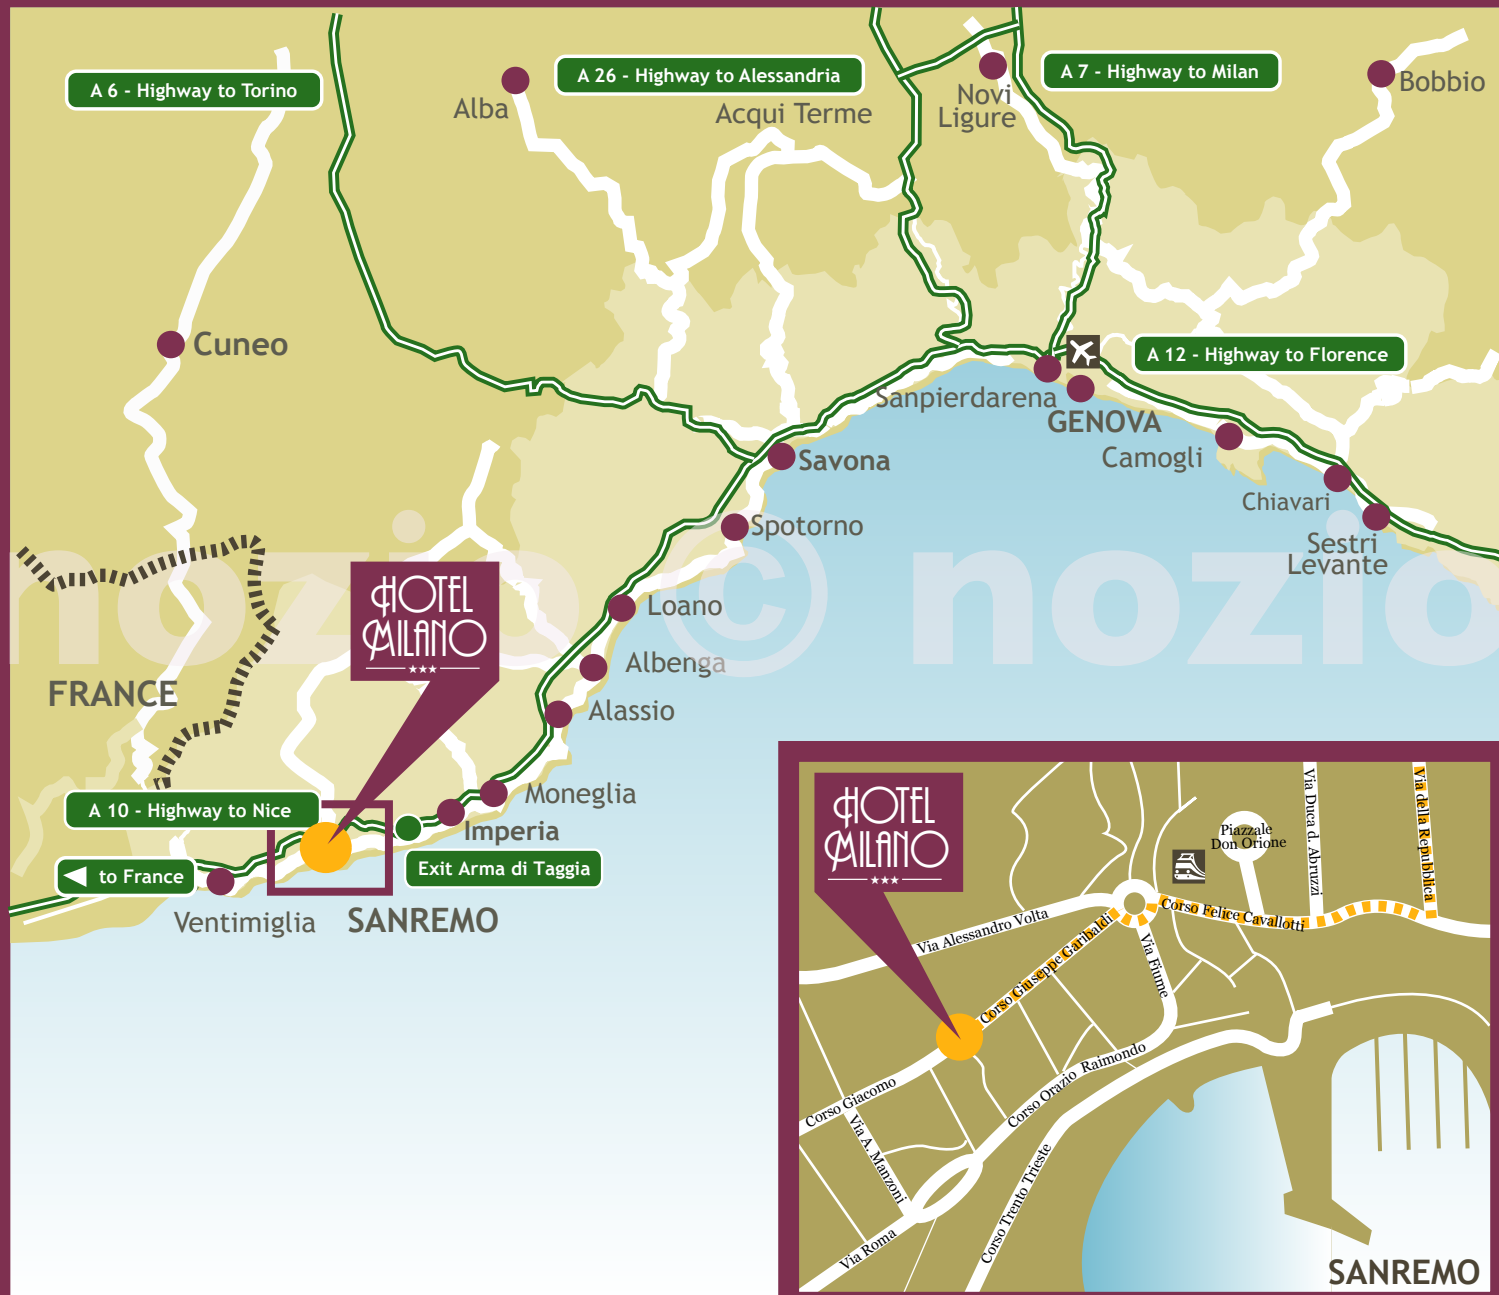 A 6 - Highway to Torino
A 26 - Highway to Alessandria
A 7 - Highway to Milan
Alba
Acqui Terme
Novi
Ligure
Bobbio
Cuneo
A 12 - Highway to Florence
Sanpierdarena
GENOVA
Camogli
Savona
Chiavari
Spotorno
Sestri
Levante
nozio © nozio
HOTEL
MILANO
Loano
Albenga
FRANCE
Alassio
Moneglia
A 10 - Highway to Nice
Imperia
Exit Arma di Taggia
to France
Ventimiglia
SANREMO
HOTEL
MILANO
Piazzale
Don Orione
Via Duca d. Abruzzi
Via della Repubblica
Corso Felice Cavallotti
Via Alessandro Volta
Corso Giuseppe Garibaldi
Via Fiume
Corso Giacomo
Corso Orazio Raimondo
Via A. Manzoni
Corso Trento Trieste
Via Roma
SANREMO